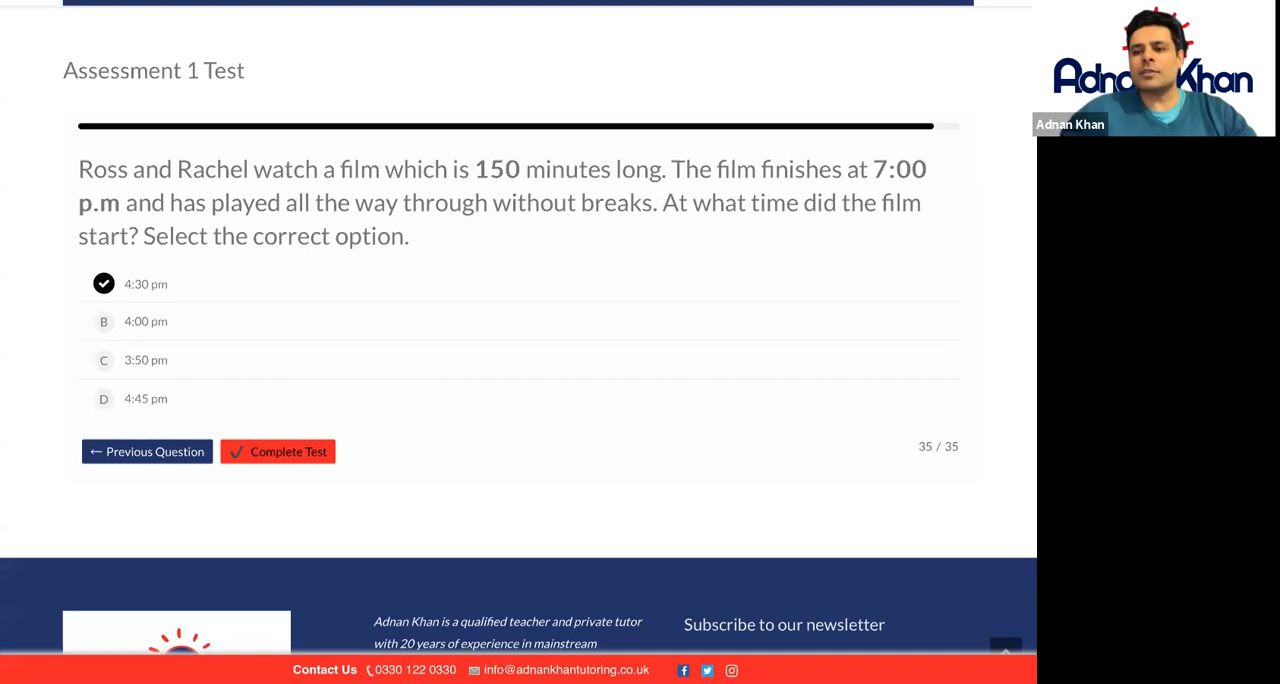 Assessment 1 Test
Ross and Rachel watch a film which is 150 minutes long. The film finishes at 7:00
p.m and has played all the way through without breaks. At what time did the film
start? Select the correct option.
4:30 pm
B 4:00 pm
C 3:50 pm
D 4:45 pm
← Previous Question
✔ Complete Test
35 / 35
Adnan Khan is a qualified teacher and private tutor
with 20 years of experience in mainstream
Subscribe to our newsletter
Contact Us 0330 122 0330 info@adnankhantutoring.co.uk
Adnan Khan